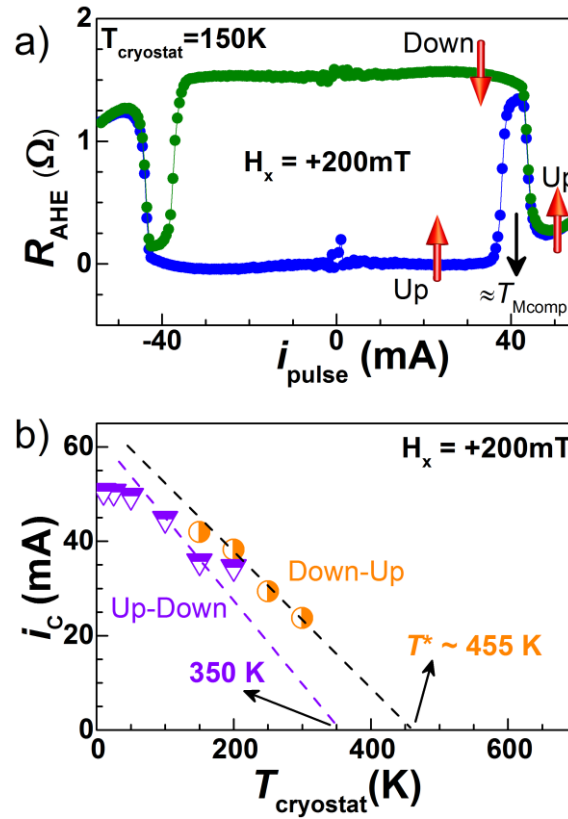 a)
T_cryostat=150K
Down
H_x = +200mT
Up
Up
≈T_Mcomp
R_AHE (Ω)
2
1
0
-40
0
40
i_pulse (mA)
b)
H_x = +200mT
Down-Up
Up-Down
T* ~ 455 K
350 K
i_C (mA)
60
40
20
0
0
200
400
600
T_cryostat(K)